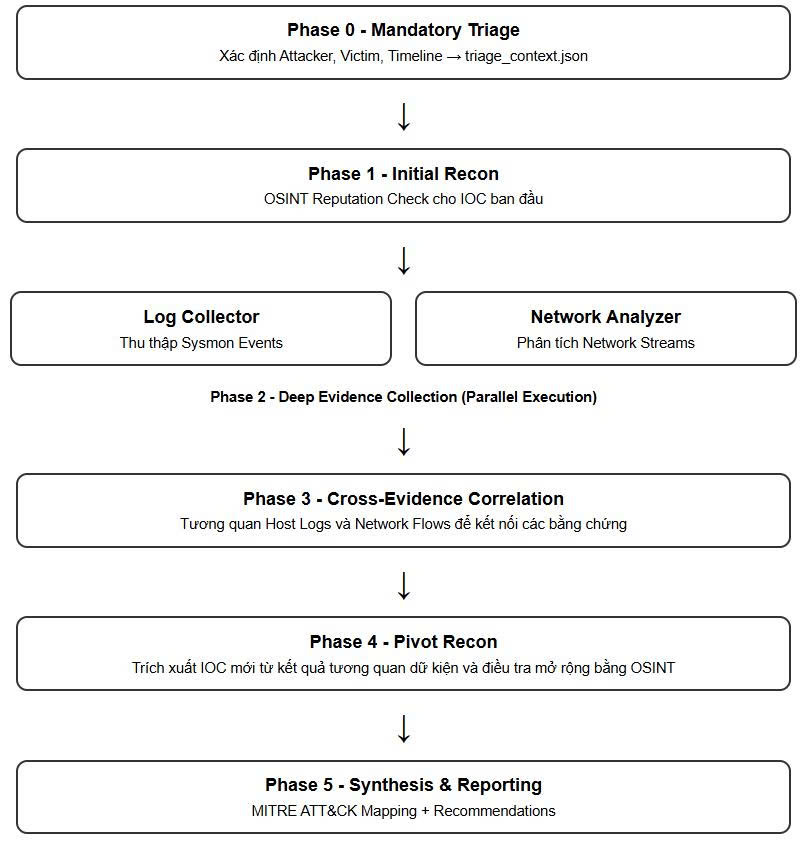 Phase 0 - Mandatory Triage
Xác định Attacker, Victim, Timeline → triage_context.json
↓
Phase 1 - Initial Recon
OSINT Reputation Check cho IOC ban đầu
↓
Log Collector
Thu thập Sysmon Events
Network Analyzer
Phân tích Network Streams
Phase 2 - Deep Evidence Collection (Parallel Execution)
↓
Phase 3 - Cross-Evidence Correlation
Tương quan Host Logs và Network Flows để kết nối các bằng chứng
↓
Phase 4 - Pivot Recon
Trích xuất IOC mới từ kết quả tương quan dữ kiện và điều tra mở rộng bằng OSINT
↓
Phase 5 - Synthesis & Reporting
MITRE ATT&CK Mapping + Recommendations